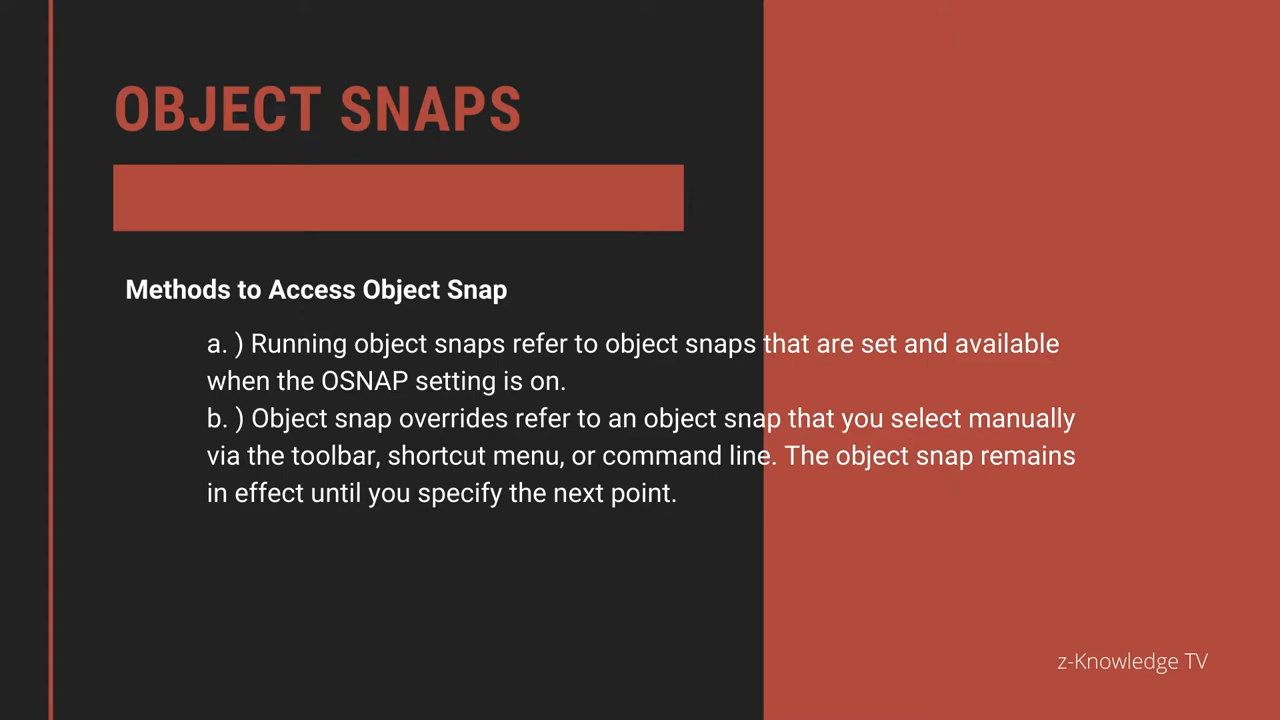 OBJECT SNAPS
Methods to Access Object Snap
a. ) Running object snaps refer to object snaps that are set and available
when the OSNAP setting is on.
b. ) Object snap overrides refer to an object snap that you select manually
via the toolbar, shortcut menu, or command line. The object snap remains
in effect until you specify the next point.
z-Knowledge TV